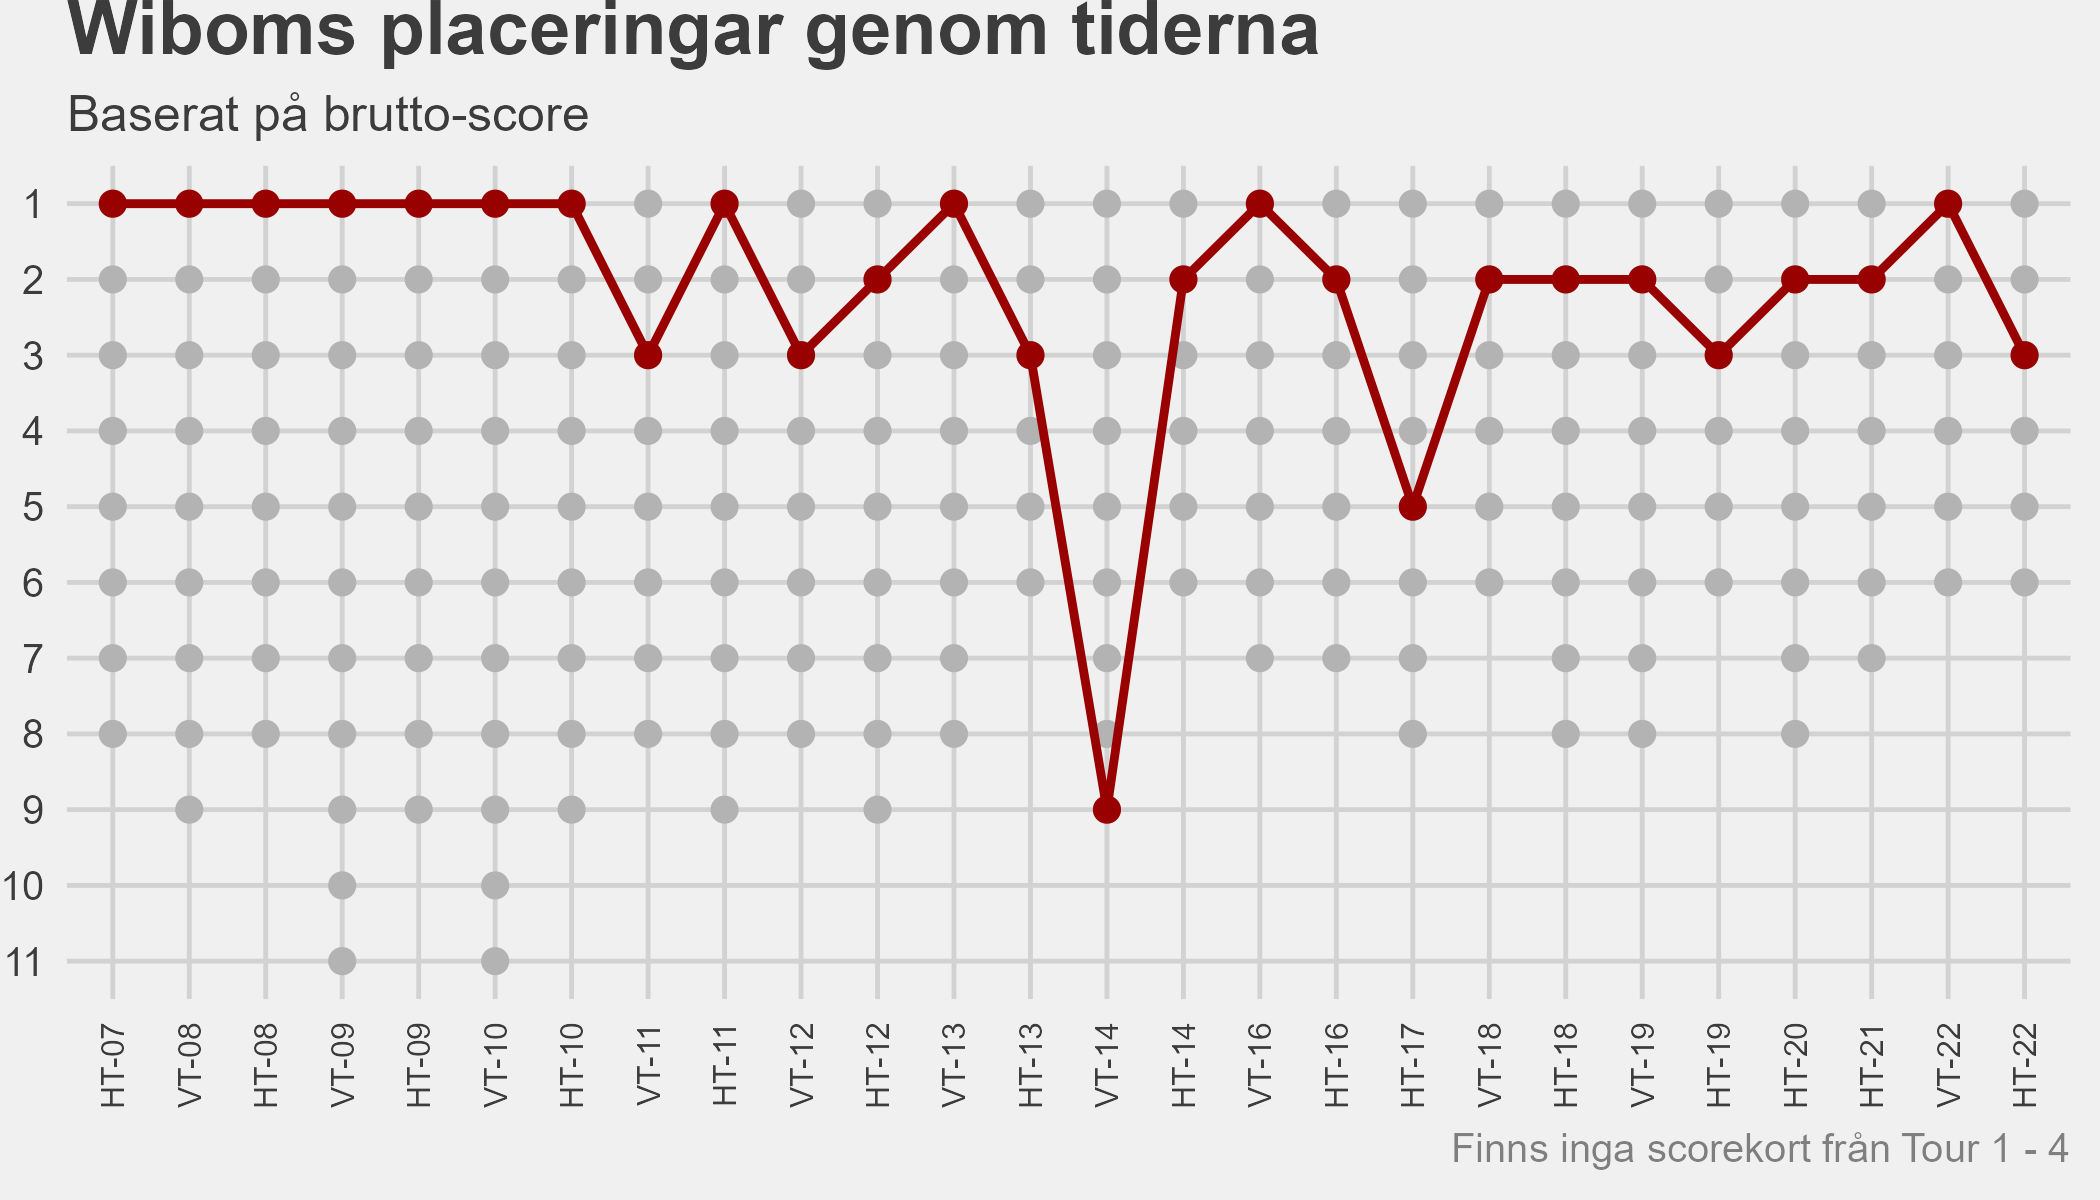 Wiboms placeringar genom tiderna
Baserat på brutto-score
1
2
3
4
5
6
7
8
9
10
11
HT-07
VT-08
HT-08
VT-09
HT-09
VT-10
HT-10
VT-11
HT-11
VT-12
HT-12
VT-13
HT-13
VT-14
HT-14
VT-16
HT-16
HT-17
VT-18
HT-18
VT-19
HT-19
HT-20
HT-21
VT-22
HT-22
Finns inga scorekort från Tour 1 - 4